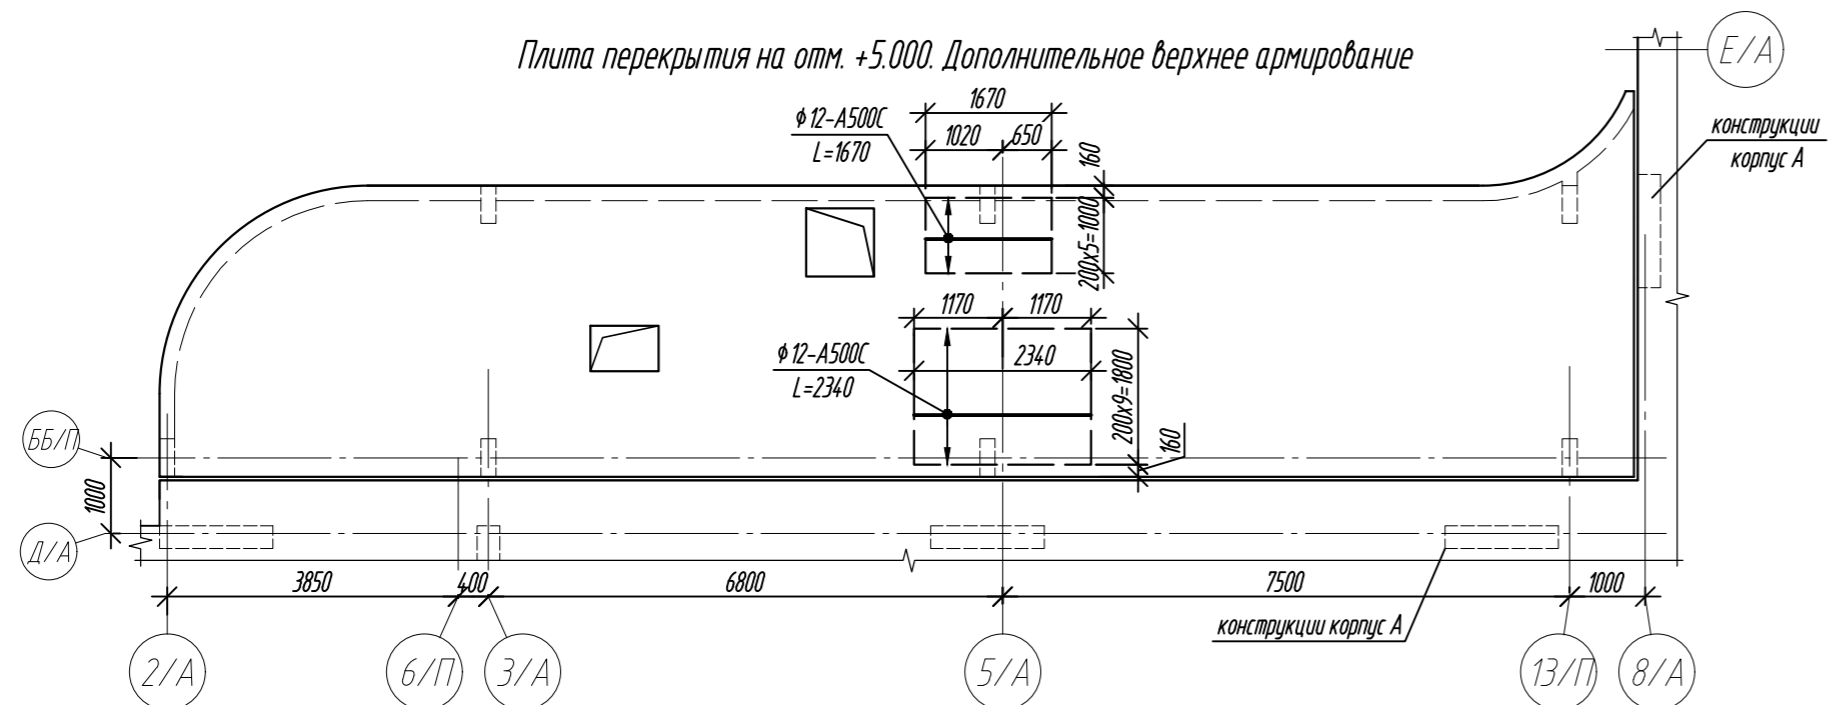 Плита перекрытия на отм. +5.000. Дополнительное верхнее армирование
Е/А
конструкции
корпус А
1670
1020
650
160
ϕ12-А500С
L=1670
200х5=1000
1170
1170
2340
ϕ12-А500С
L=2340
200х9=1800
160
ББ/П
1000
Д/А
3850
400
6800
7500
1000
конструкции корпус А
2/А
6/П
3/А
5/А
13/П
8/А